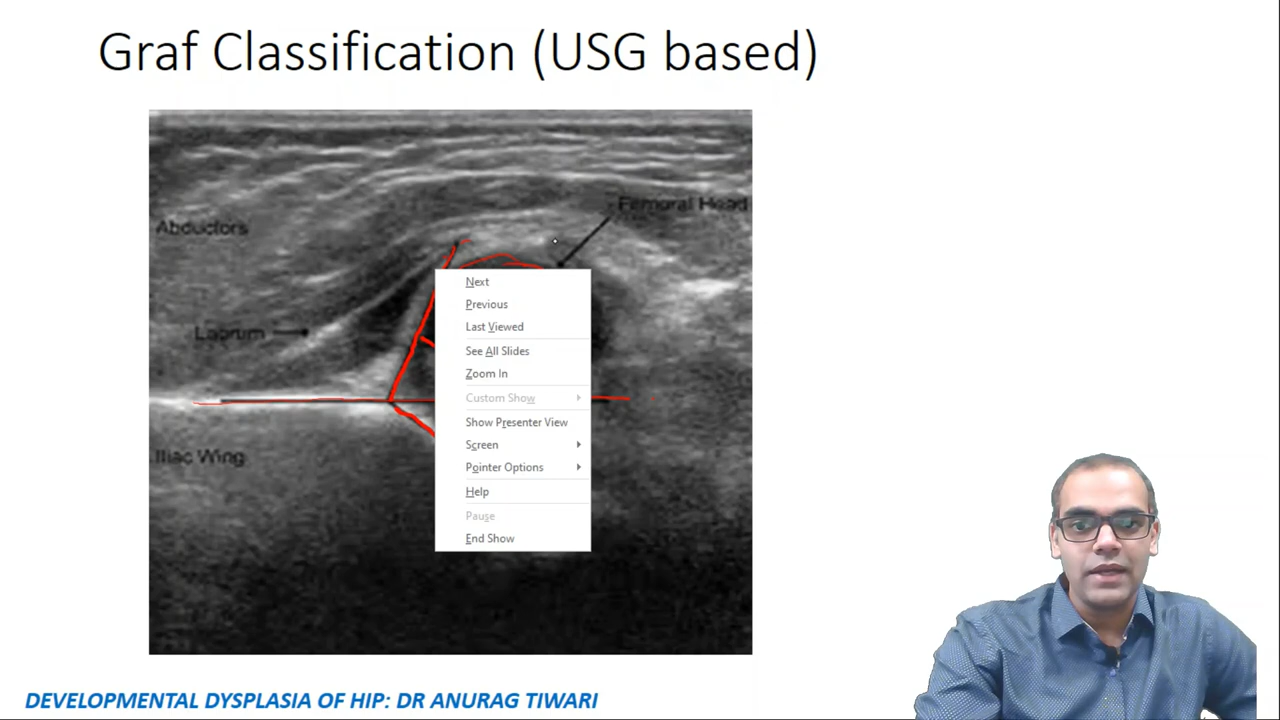 Graf Classification (USG based)
Femoral Head
Abductors
Labrum
Iliac Wing
Next
Previous
Last Viewed
See All Slides
Zoom In
Custom Show
Show Presenter View
Screen
Pointer Options
Help
Pause
End Show
DEVELOPMENTAL DYSPLASIA OF HIP: DR ANURAG TIWARI